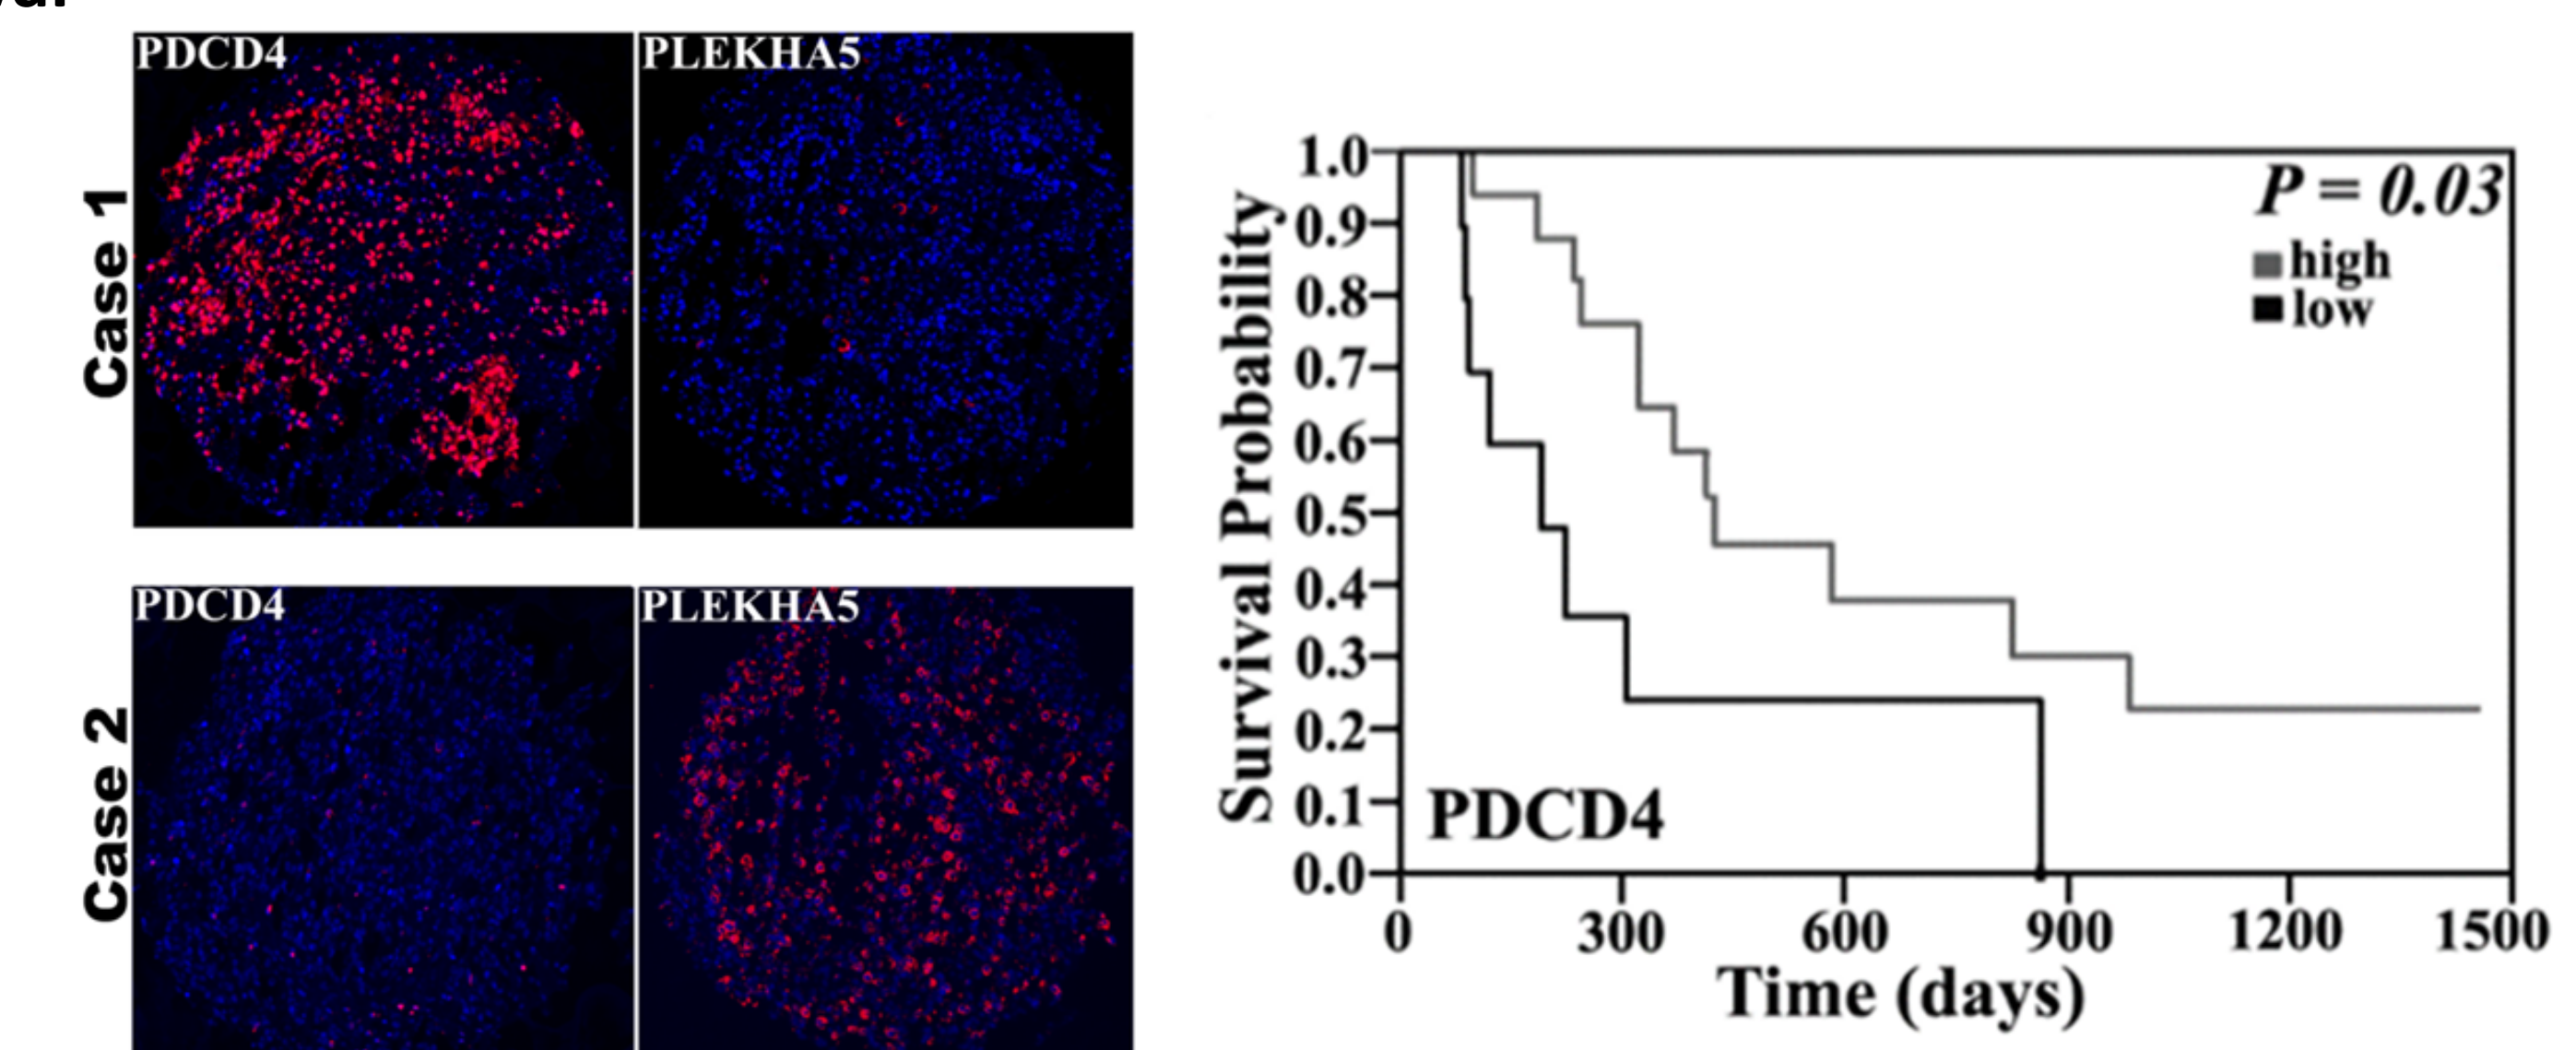 PDCD4
PLEKHA5
Case 1
PDCD4
PLEKHA5
Case 2
P = 0.03
high
low
PDCD4
Survival Probability
1.0
0.9
0.8
0.7
0.6
0.5
0.4
0.3
0.2
0.1
0.0
0 300 600 900 1200 1500
Time (days)